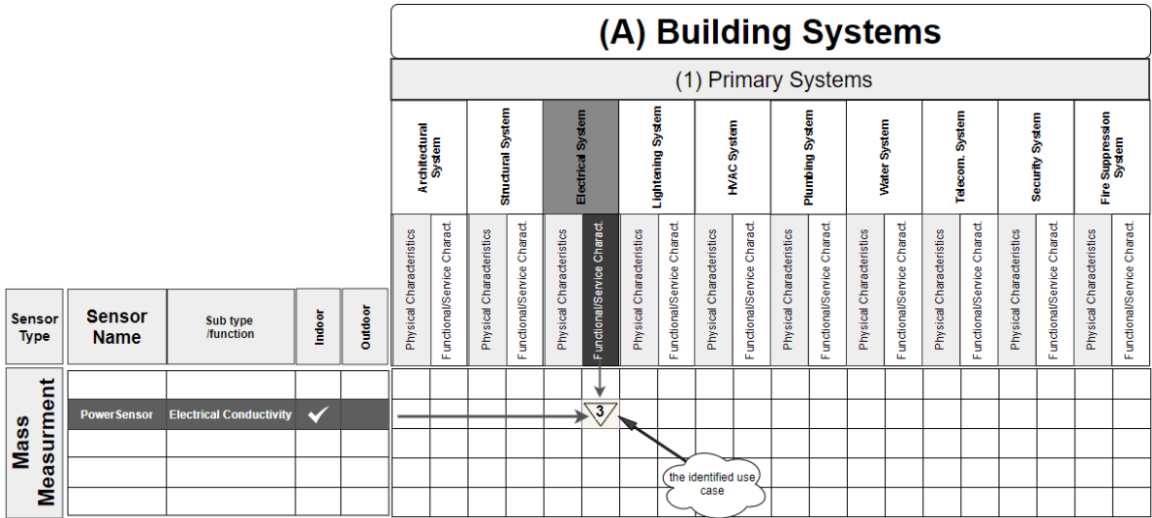 (A) Building Systems
(1) Primary Systems
Architectural
System
Structural System
Electrical System
Lightening System
HVAC System
Plumbing System
Water System
Telecom. System
Security System
Fire Suppression
System
Physical Characteristics
Functional/Service Charact.
Physical Characteristics
Functional/Service Charact.
Physical Characteristics
Functional/Service Charact.
Physical Characteristics
Functional/Service Charact.
Physical Characteristics
Functional/Service Charact.
Physical Characteristics
Functional/Service Charact.
Physical Characteristics
Functional/Service Charact.
Physical Characteristics
Functional/Service Charact.
Physical Characteristics
Functional/Service Charact.
Physical Characteristics
Functional/Service Charact.
Sensor
Type
Sensor
Name
Sub type
/function
Indoor
Outdoor
Mass
Measurment
PowerSensor
Electrical Conductivity
3
the identified use
case